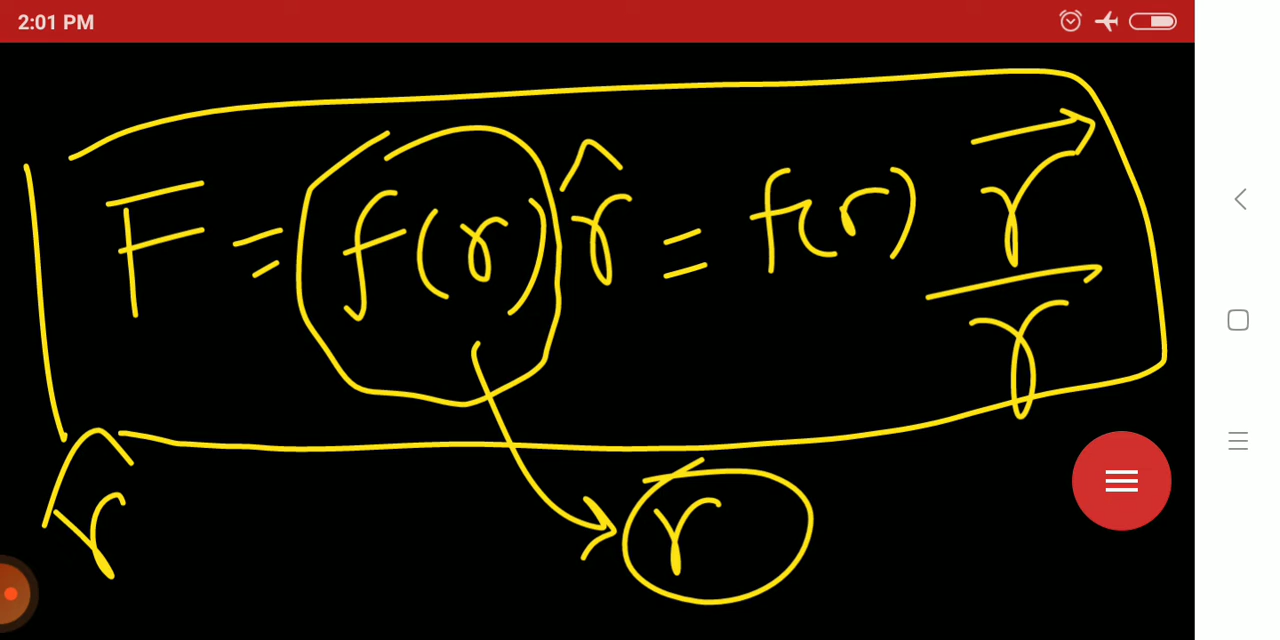 2:01 PM
F = f(r) r̂ = f(r) r⃗/r
r̂ r